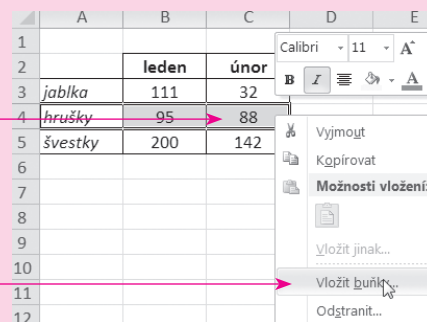 A B C D E
1
2 leden únor
3 jablka 111 32
4 hrušky 95 88
5 švestky 200 142
6
7
8
9
10
11
12
Calibri 11 A
B I A
Vyjmout
Kopírovat
Možnosti vložení:
Vložit jinak...
Vložit buňky...
Odstranit...